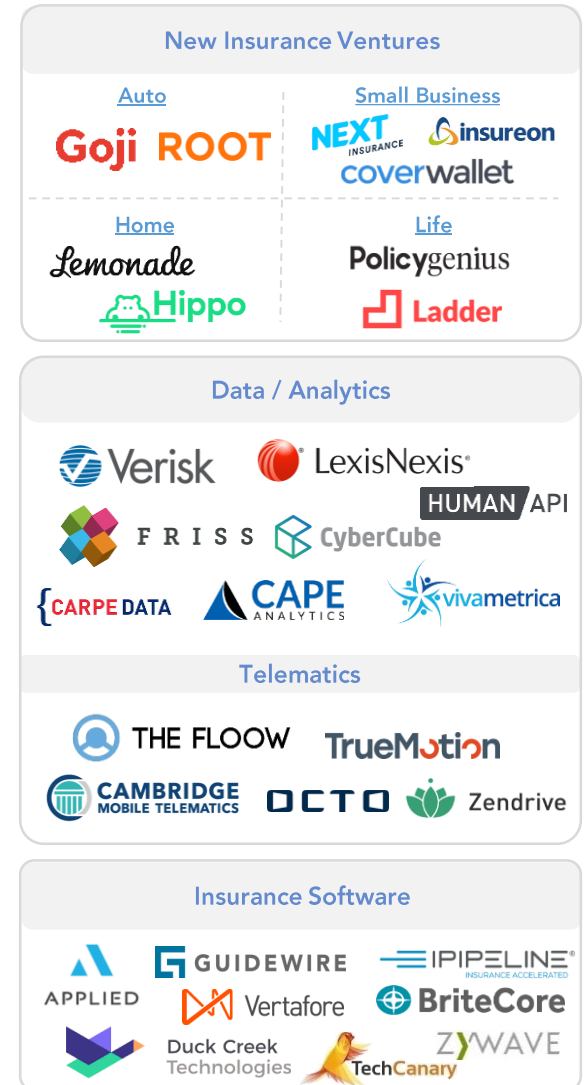 New Insurance Ventures
Auto
Goji ROOT
Small Business
NEXT
INSURANCE
insureon
coverwallet
Home
Lemonade
Hippo
Life
Policygenius
Ladder
Data / Analytics
Verisk
LexisNexis®
HUMAN API
FRISS
CyberCube
{CARPE DATA
CAPE
ANALYTICS
vivametrica
Telematics
THE FLOOW
TrueMotion
CAMBRIDGE
MOBILE TELEMATICS
OCTO
Zendrive
Insurance Software
APPLIED
GUIDEWIRE
IPIPELINE®
INSURANCE ACCELERATED
Vertafore
BriteCore
Duck Creek
Technologies
TechCanary
ZYWAVE